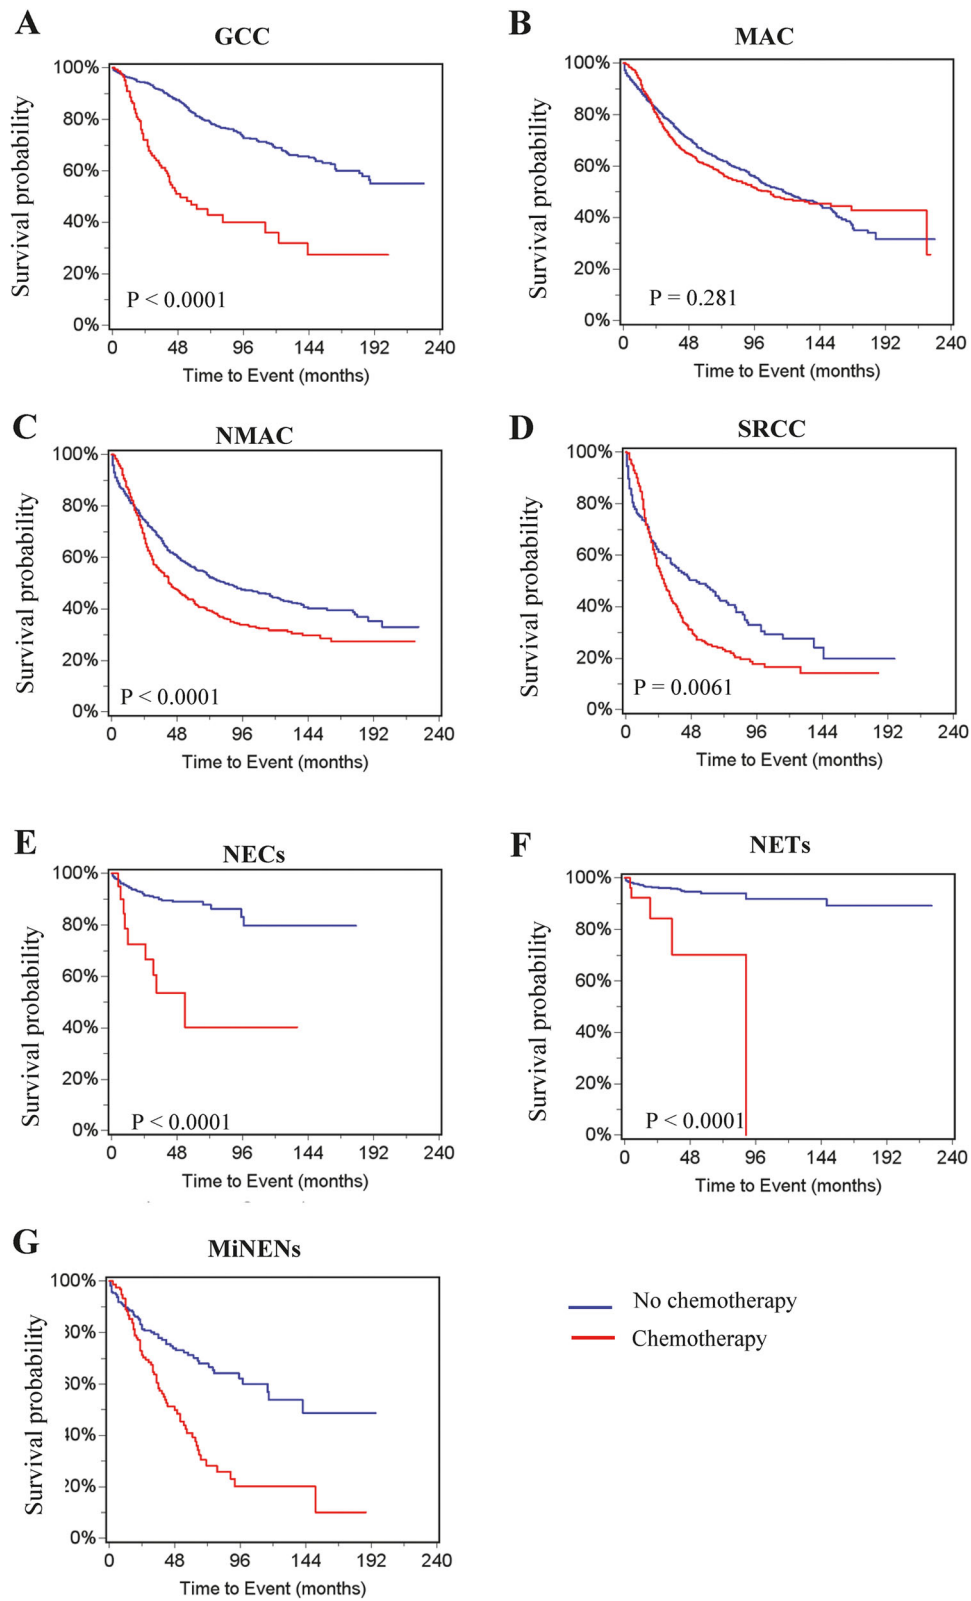 A
GCC
Survival probability
100%
80%
60%
40%
20%
0%
P < 0.0001
0 48 96 144 192 240
Time to Event (months)
B
MAC
Survival probability
100%
80%
60%
40%
20%
0%
P = 0.281
0 48 96 144 192 240
Time to Event (months)
C
NMAC
Survival probability
100%
80%
60%
40%
20%
0%
P < 0.0001
0 48 96 144 192 240
Time to Event (months)
D
SRCC
Survival probability
100%
80%
60%
40%
20%
0%
P = 0.0061
0 48 96 144 192 240
Time to Event (months)
E
NECs
Survival probability
100%
80%
60%
40%
20%
0%
P < 0.0001
0 48 96 144 192 240
Time to Event (months)
F
NETs
Survival probability
100%
80%
60%
40%
20%
0%
P < 0.0001
0 48 96 144 192 240
Time to Event (months)
G
MiNENs
Survival probability
100%
80%
60%
40%
20%
0%
0 48 96 144 192 240
Time to Event (months)
No chemotherapy
Chemotherapy